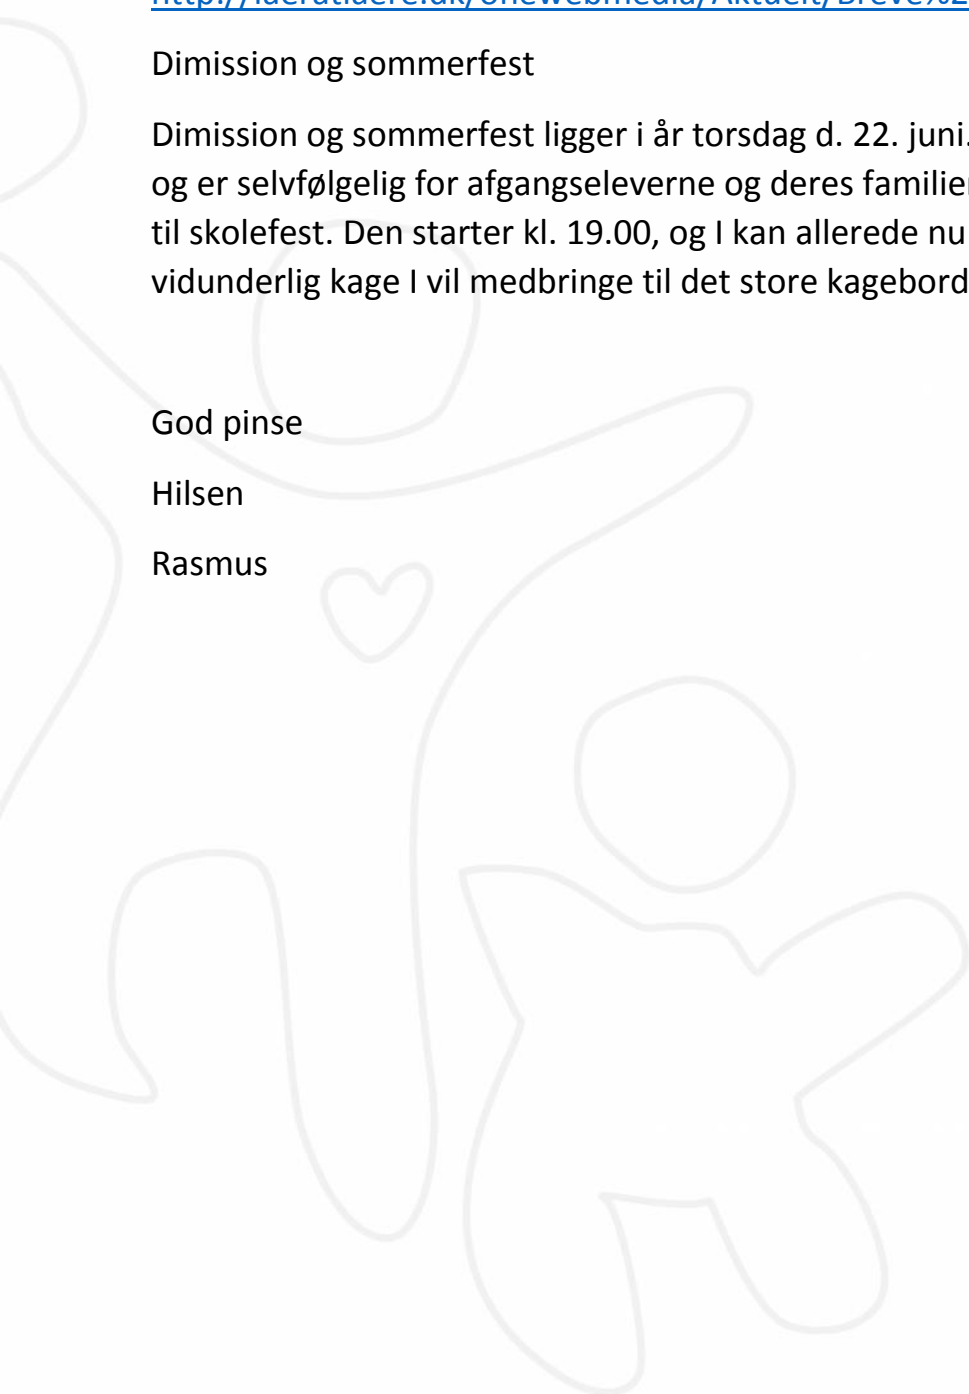 Dimission og sommerfest
Dimission og sommerfest ligger i år torsdag d. 22. juni.
og er selvfølgelig for afgangseleverne og deres familier
til skolefest. Den starter kl. 19.00, og I kan allerede nu
vidunderlig kage I vil medbringe til det store kagebord
God pinse
Hilsen
Rasmus